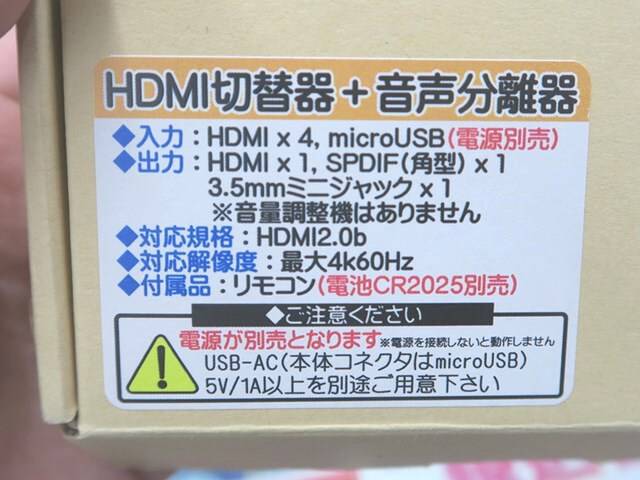 HDMI切替器+音声分離器
◆入力：HDMI x 4, microUSB(電源別売)
◆出力：HDMI x 1, SPDIF(角型) x 1
3.5mmミニジャック x 1
※音量調整機はありません
◆対応規格：HDMI2.0b
◆対応解像度：最大4k60Hz
◆付属品：リモコン(電池CR2025別売)
◆ご注意ください
電源が別売となります※電源を接続しないと動作しません
USB-AC(本体コネクタはmicroUSB)
5V/1A以上を別途ご用意下さい